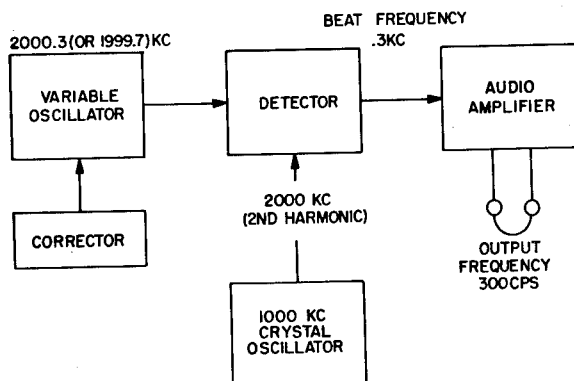 2000.3 (OR 1999.7) KC
VARIABLE
OSCILLATOR
CORRECTOR
DETECTOR
2000 KC
(2ND HARMONIC)
1000 KC
CRYSTAL
OSCILLATOR
BEAT FREQUENCY
.3KC
AUDIO
AMPLIFIER
OUTPUT
FREQUENCY
300CPS